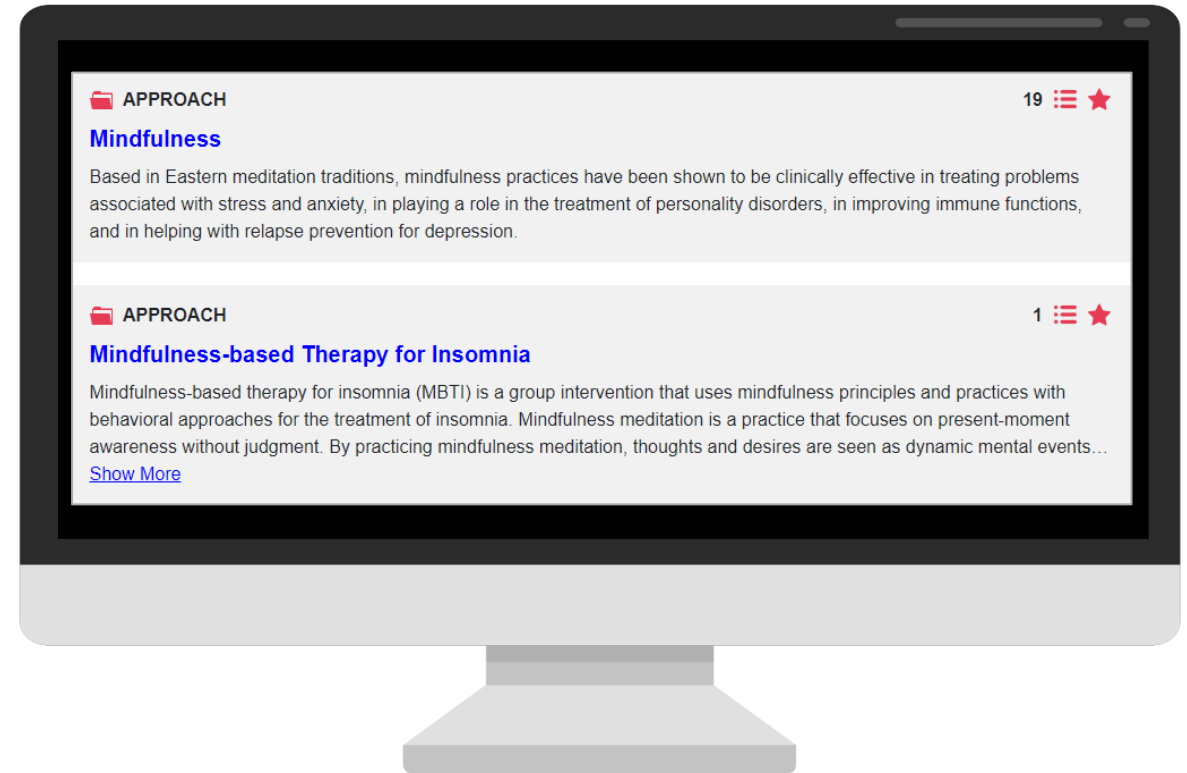 APPROACH 19
Mindfulness
Based in Eastern meditation traditions, mindfulness practices have been shown to be clinically effective in treating problems
associated with stress and anxiety, in playing a role in the treatment of personality disorders, in improving immune functions,
and in helping with relapse prevention for depression.
APPROACH 1
Mindfulness-based Therapy for Insomnia
Mindfulness-based therapy for insomnia (MBTI) is a group intervention that uses mindfulness principles and practices with
behavioral approaches for the treatment of insomnia. Mindfulness meditation is a practice that focuses on present-moment
awareness without judgment. By practicing mindfulness meditation, thoughts and desires are seen as dynamic mental events…
Show More